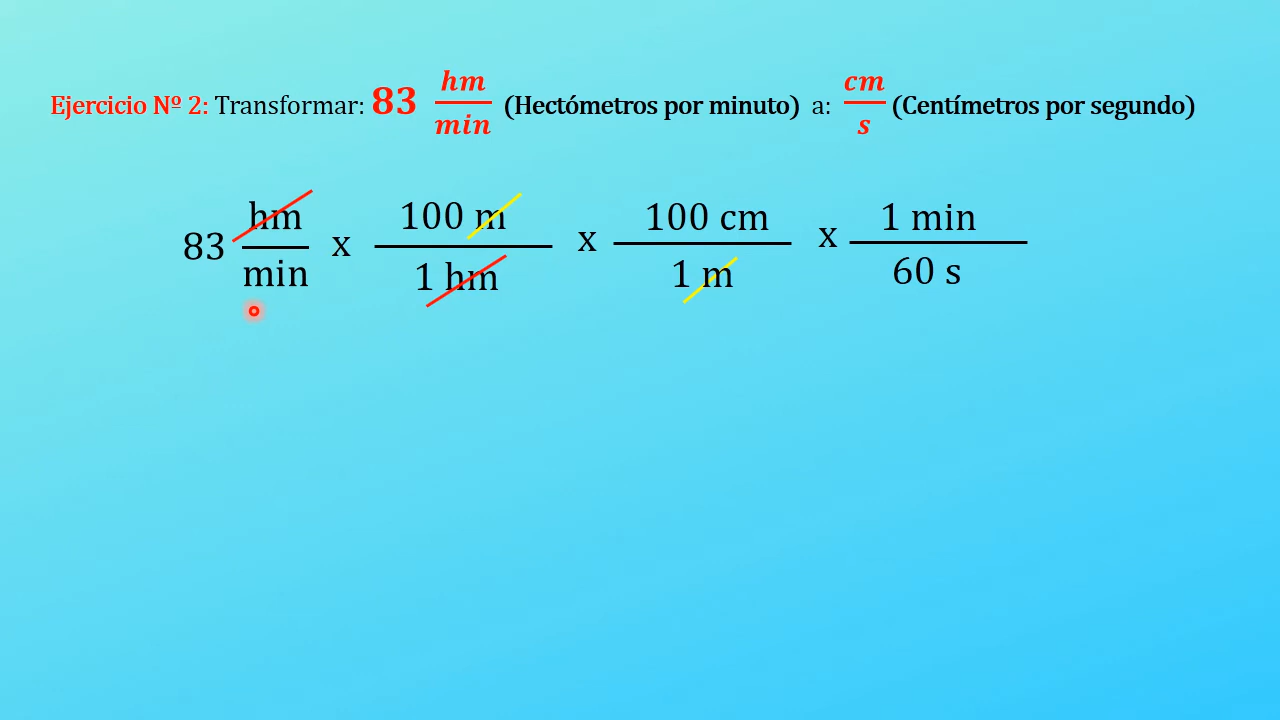 Ejercicio Nº 2: Transformar: 83 hm/min (Hectómetros por minuto) a: cm/s (Centímetros por segundo)
83 hm/min x 100 m/1 hm x 100 cm/1 m x 1 min/60 s